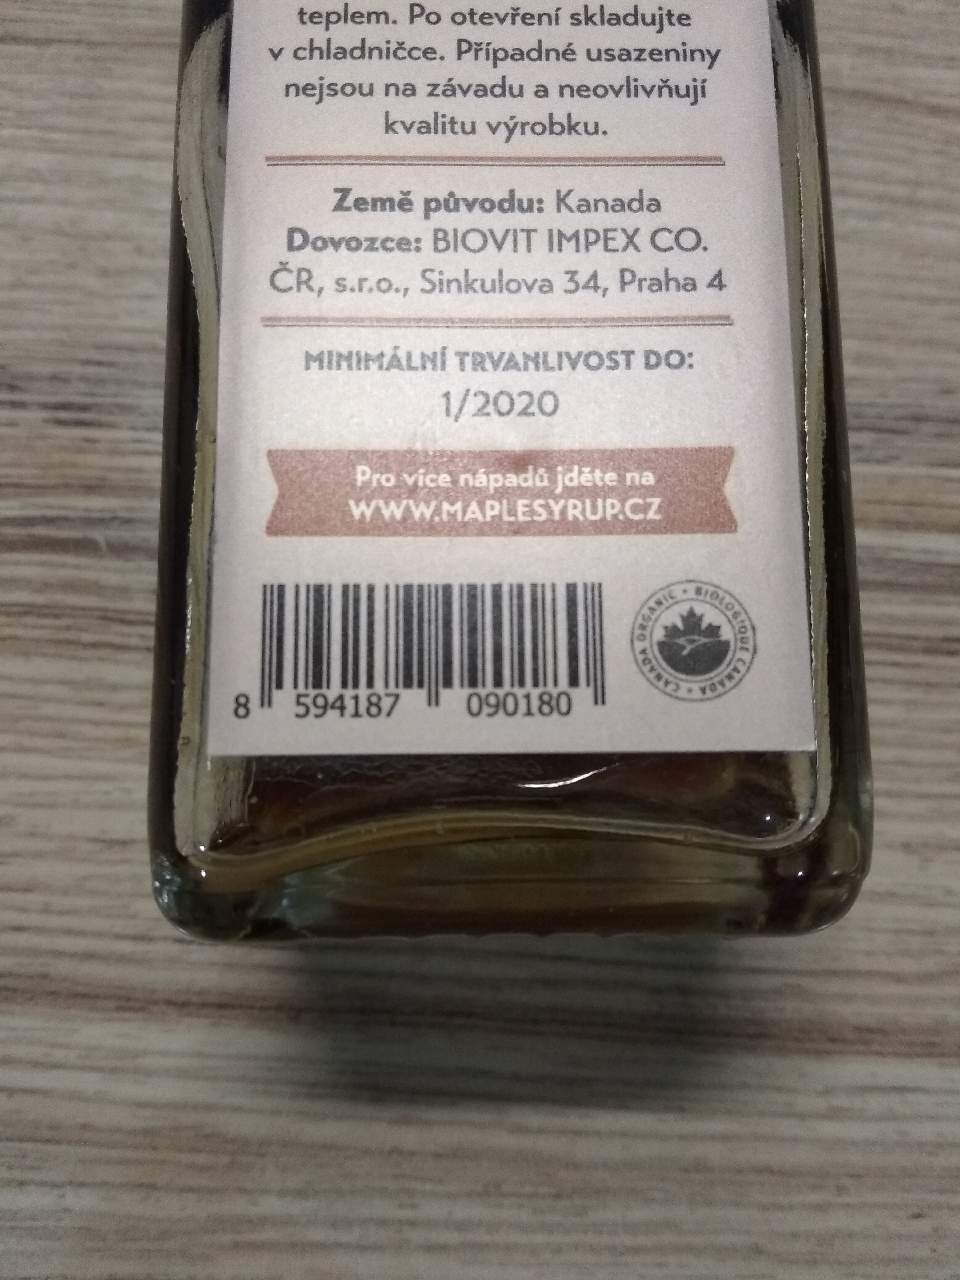 teplem. Po otevření skladujte
v chladničce. Případné usazeniny
nejsou na závadu a neovlivňují
kvalitu výrobku.
Země původu: Kanada
Dovozce: BIOVIT IMPEX CO.
ČR, s.r.o., Sinkulova 34, Praha 4
MINIMÁLNÍ TRVANLIVOST DO:
1/2020
Pro více nápadů jděte na
WWW.MAPLESYRUP.CZ
CANADA ORGANIC • BIOLOGIQUE CANADA •
8 594187 090180